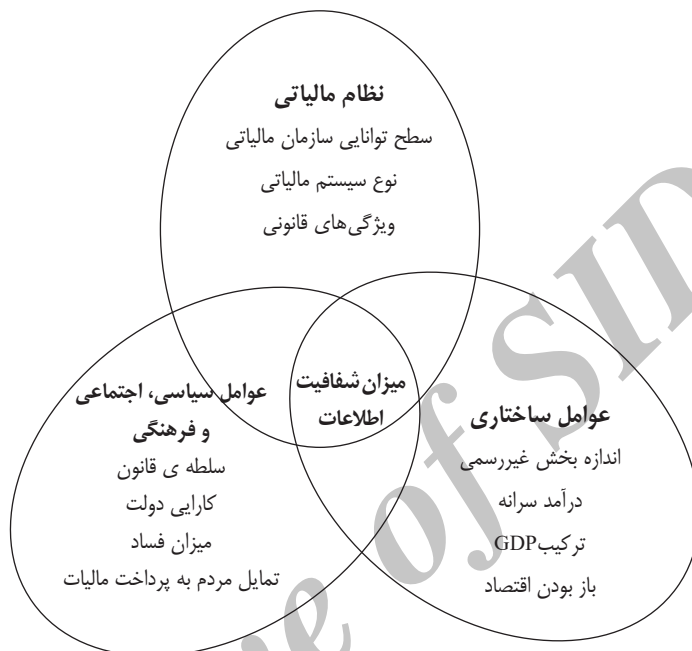 نظام مالیاتی
سطح توانایی سازمان مالیاتی
نوع سیستم مالیاتی
ویژگی‌های قانونی
میزان شفافیت
اطلاعات
عوامل ساختاری
اندازه بخش غیررسمی
درآمد سرانه
ترکیبGDP
باز بودن اقتصاد
عوامل سیاسی، اجتماعی
و فرهنگی
سلطه ی قانون
کارایی دولت
میزان فساد
تمایل مردم به پرداخت مالیات
of SID